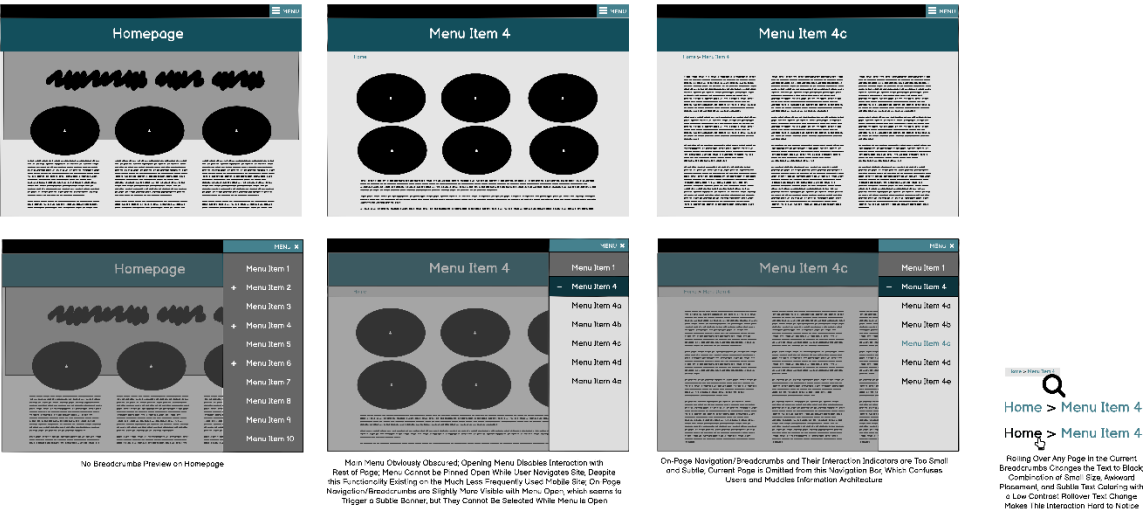 MENU
MENU
MENU
Homepage
Menu Item 4
Menu Item 4c
Home
Home > Menu Item 4
MENU ×
MENU ×
MENU ×
Homepage
Menu Item 1
+ Menu Item 2
Menu Item 3
+ Menu Item 4
Menu Item 5
+ Menu Item 6
Menu Item 7
Menu Item 8
Menu Item 9
Menu Item 10
Menu Item 4
Home
Menu Item 1
− Menu Item 4
Menu Item 4a
Menu Item 4b
Menu Item 4c
Menu Item 4d
Menu Item 4e
Menu Item 4c
Home > Menu Item 4
Menu Item 1
− Menu Item 4
Menu Item 4a
Menu Item 4b
Menu Item 4c
Menu Item 4d
Menu Item 4e
No Breadcrumbs Preview on Homepage
Main Menu Obviously Obscured; Opening Menu Disables Interaction with
Rest of Page; Menu Cannot be Pinned Open While User Navigates Site, Despite
this Functionality Existing on the Much Less Frequently Used Mobile Site; On-Page
Navigation/Breadcrumbs are Slightly More Visible with Menu Open, which seems to
Trigger a Subtle Banner, but They Cannot Be Selected While Menu is Open
On-Page Navigation/Breadcrumbs and Their Interaction Indicators are Too Small
and Subtle; Current Page is Omitted from this Navigation Bar, Which Confuses
Users and Muddles Information Architecture
Home > Menu Item 4
Home > Menu Item 4
Home > Menu Item 4
Rolling Over Any Page in the Current
Breadcrumbs Changes the Text to Black;
Combination of Small Size, Awkward
Placement, and Subtle Text Coloring with
a Low Contrast Rollover Text Change
Makes This Interaction Hard to Notice